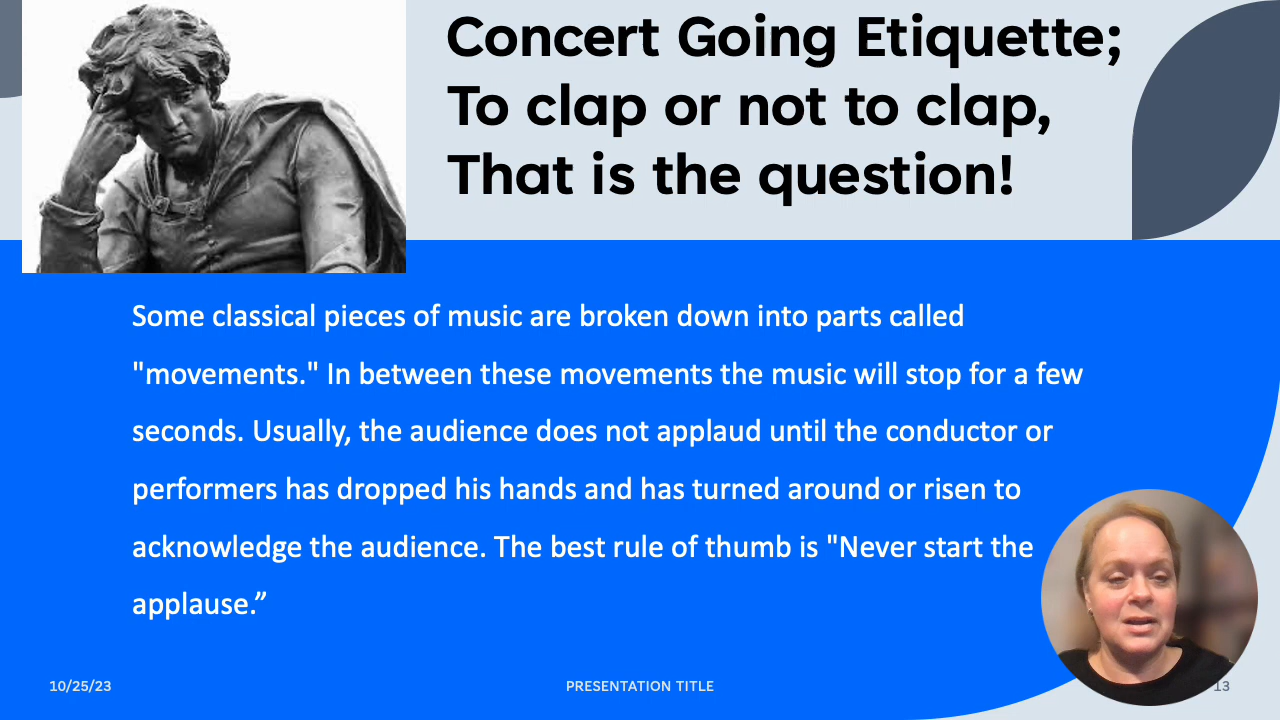 Concert Going Etiquette;
To clap or not to clap,
That is the question!
Some classical pieces of music are broken down into parts called
"movements." In between these movements the music will stop for a few
seconds. Usually, the audience does not applaud until the conductor or
performers has dropped his hands and has turned around or risen to
acknowledge the audience. The best rule of thumb is "Never start the
applause.”
10/25/23
PRESENTATION TITLE
13